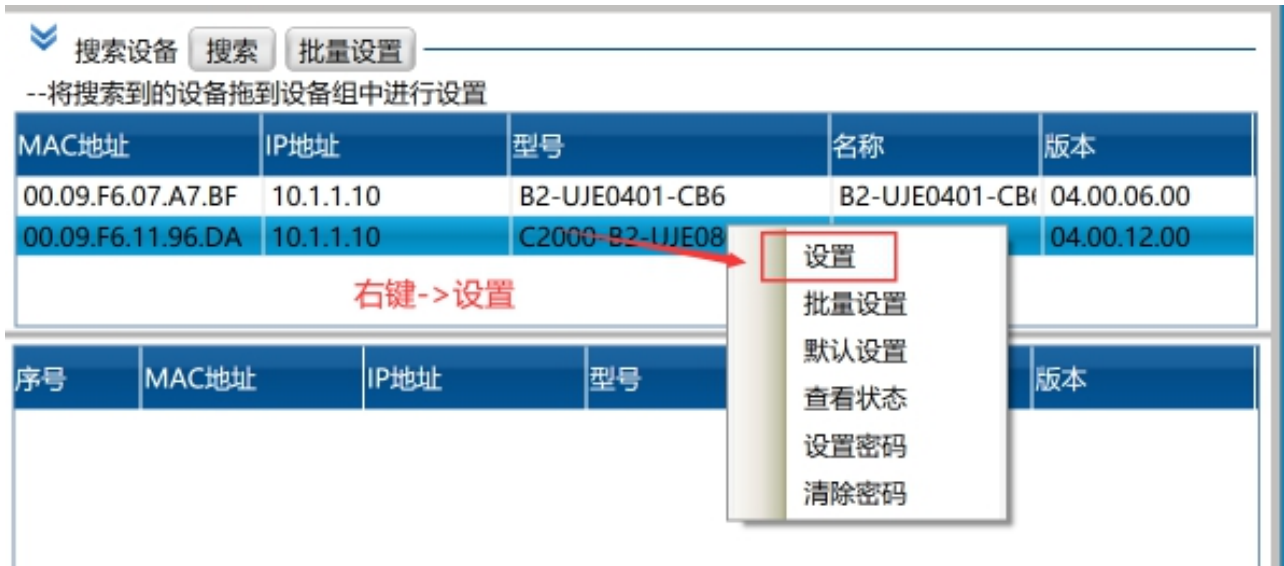 搜索设备 搜索 批量设置
--将搜索到的设备拖到设备组中进行设置
MAC地址 IP地址 型号 名称 版本
00.09.F6.07.A7.BF 10.1.1.10 B2-UJE0401-CB6 B2-UJE0401-CB 04.00.06.00
00.09.F6.11.96.DA 10.1.1.10 C2000-B2-UJE08 04.00.12.00
设置
右键->设置
批量设置
默认设置
序号 MAC地址 IP地址 型号 版本
查看状态
设置密码
清除密码